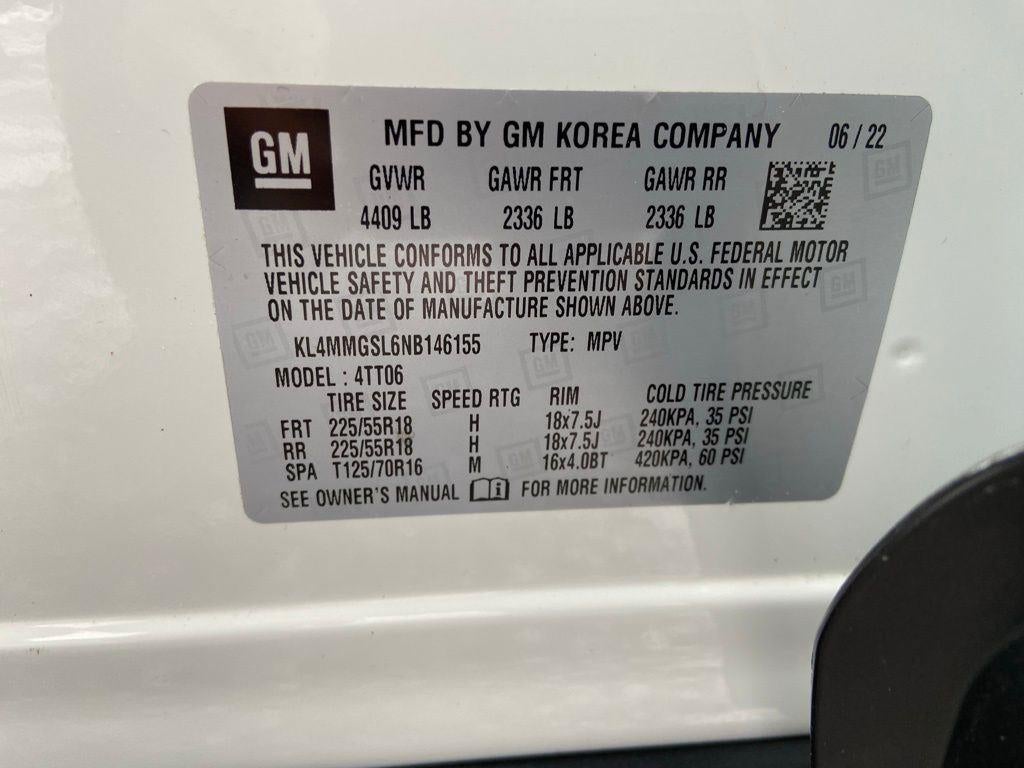 GM
MFD BY GM KOREA COMPANY 06 / 22
GVWR GAWR FRT GAWR RR
4409 LB 2336 LB 2336 LB
THIS VEHICLE CONFORMS TO ALL APPLICABLE U.S. FEDERAL MOTOR
VEHICLE SAFETY AND THEFT PREVENTION STANDARDS IN EFFECT
ON THE DATE OF MANUFACTURE SHOWN ABOVE.
KL4MMGSL6NB146155 TYPE: MPV
MODEL : 4TT06
TIRE SIZE SPEED RTG RIM COLD TIRE PRESSURE
FRT 225/55R18 H 18x7.5J 240KPA, 35 PSI
RR 225/55R18 H 18x7.5J 240KPA, 35 PSI
SPA T125/70R16 M 16x4.0BT 420KPA, 60 PSI
SEE OWNER'S MANUAL FOR MORE INFORMATION.